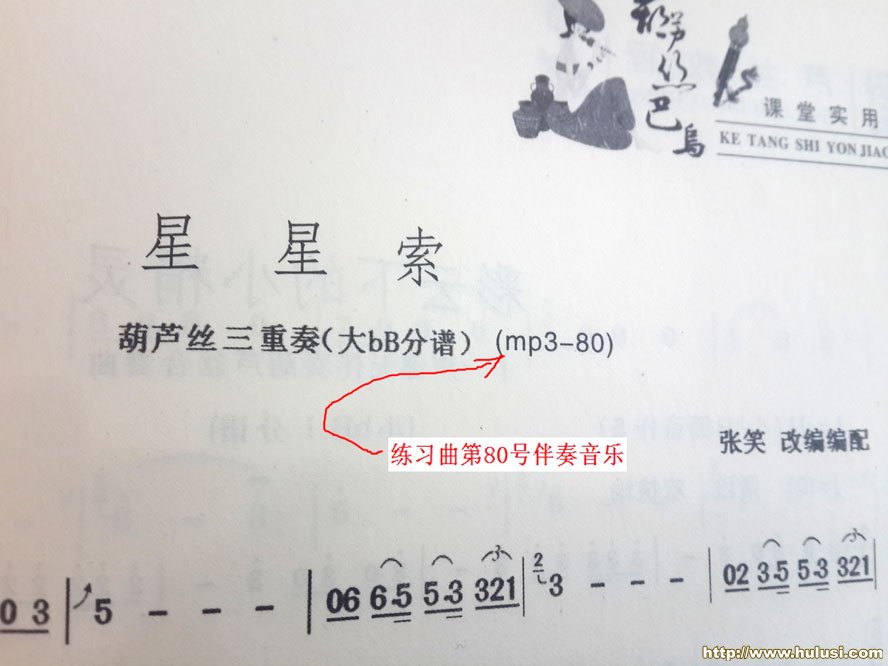 葫芦丝巴乌
课堂实用
KE TANG SHI YON JIAO
星星索
葫芦丝三重奏(大bB分谱) (mp3-80)
练习曲第80号伴奏音乐
张笑 改编编配
0 3 | 5 - - - | 06 6·5 5·3 321 | 2 3 - - - | 02 3·5 5·3 321
http://www.hulusi.com